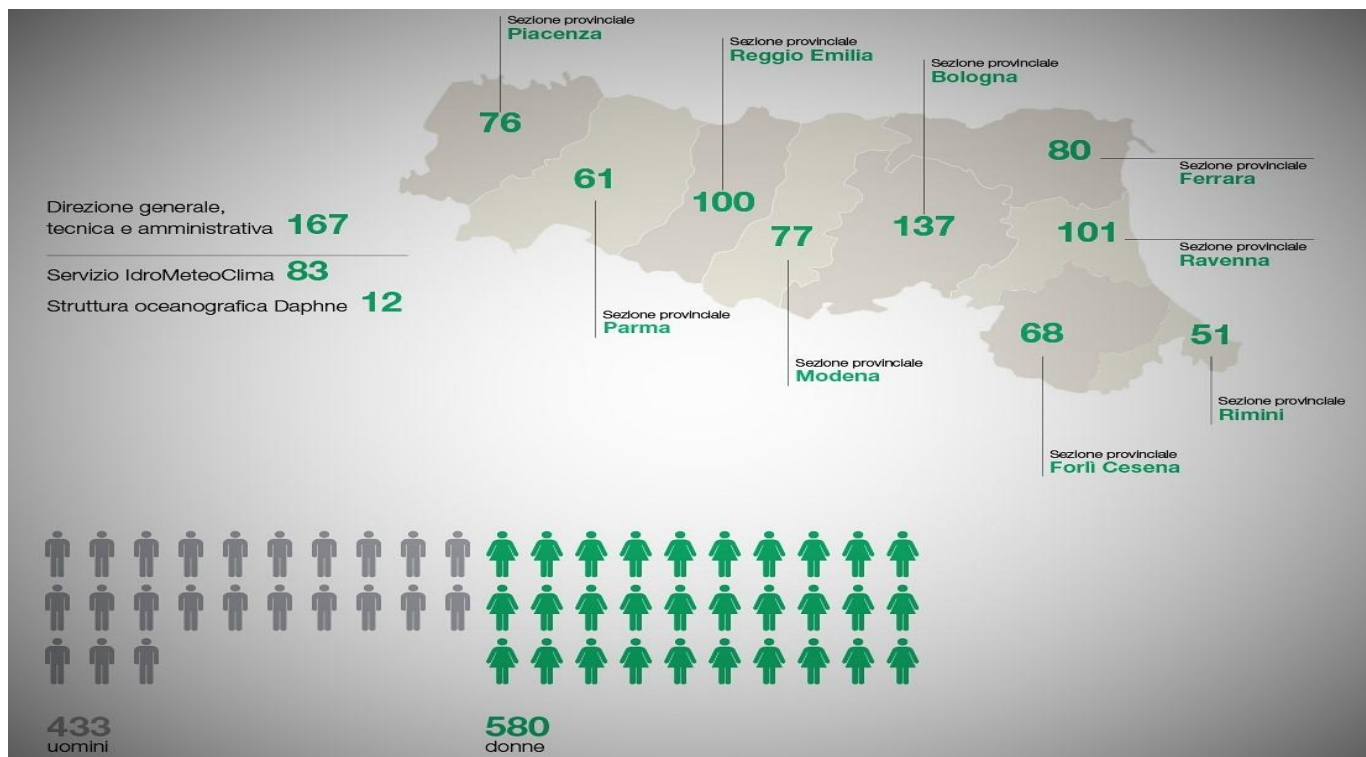 Sezione provinciale
Piacenza
Sezione provinciale
Reggio Emilia
Sezione provinciale
Bologna
76
61
100
77
137
80
Sezione provinciale
Ferrara
101
Sezione provinciale
Ravenna
Direzione generale,
tecnica e amministrativa 167
Servizio IdroMeteoClima 83
Struttura oceanografica Daphne 12
Sezione provinciale
Parma
68
51
Sezione provinciale
Modena
Sezione provinciale
Rimini
Sezione provinciale
Forlì Cesena
433
uomini
580
donne